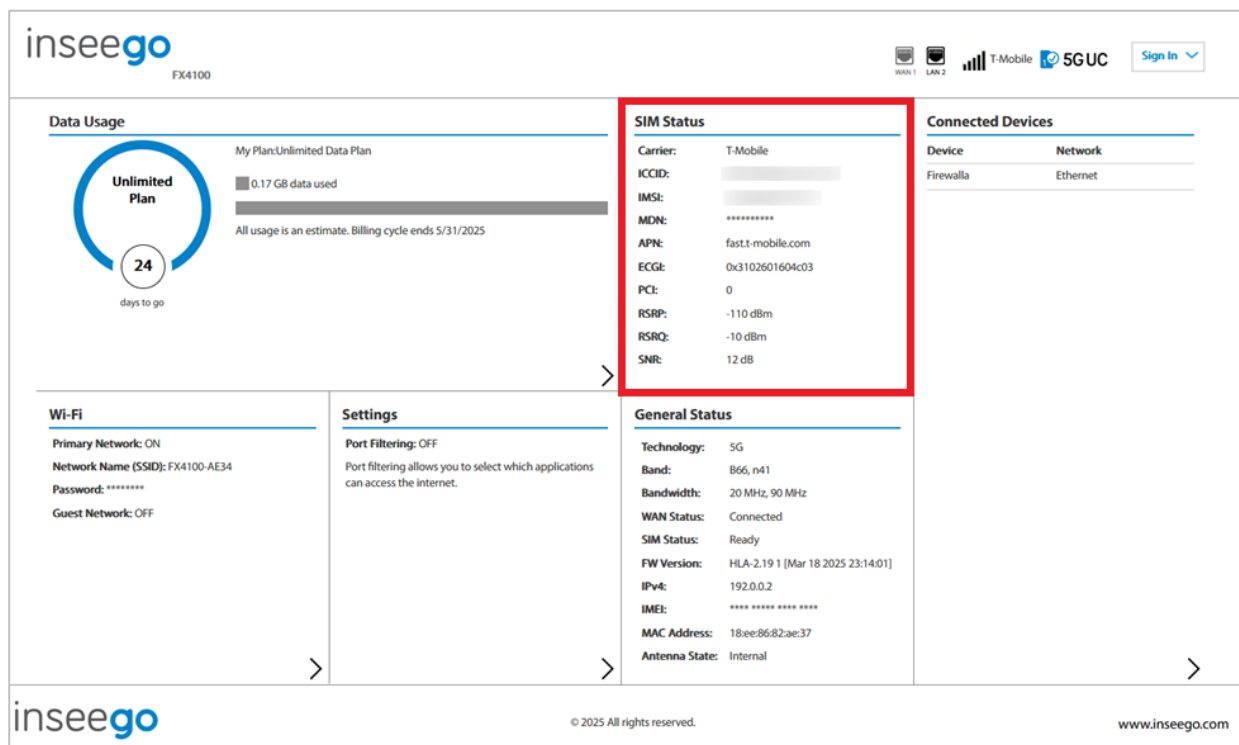 inseego
FX4100
WAN 1
LAN 2
T-Mobile
5G UC
Sign In
Data Usage
Unlimited
Plan
24
days to go
My Plan:Unlimited Data Plan
0.17 GB data used
All usage is an estimate. Billing cycle ends 5/31/2025
SIM Status
Carrier: T-Mobile
ICCID:
IMSI:
MDN: **********
APN: fast.t-mobile.com
ECGI: 0x3102601604c03
PCI: 0
RSRP: -110 dBm
RSRQ: -10 dBm
SNR: 12 dB
Connected Devices
Device Network
Firewalla Ethernet
Wi-Fi
Primary Network: ON
Network Name (SSID): FX4100-AE34
Password: ********
Guest Network: OFF
Settings
Port Filtering: OFF
Port filtering allows you to select which applications
can access the internet.
General Status
Technology: 5G
Band: B66, n41
Bandwidth: 20 MHz, 90 MHz
WAN Status: Connected
SIM Status: Ready
FW Version: HLA-2.19 1 [Mar 18 2025 23:14:01]
IPv4: 192.0.0.2
IMEI: **** ***** **** ****
MAC Address: 18:ee:86:82:ae:37
Antenna State: Internal
inseego
© 2025 All rights reserved.
www.inseego.com